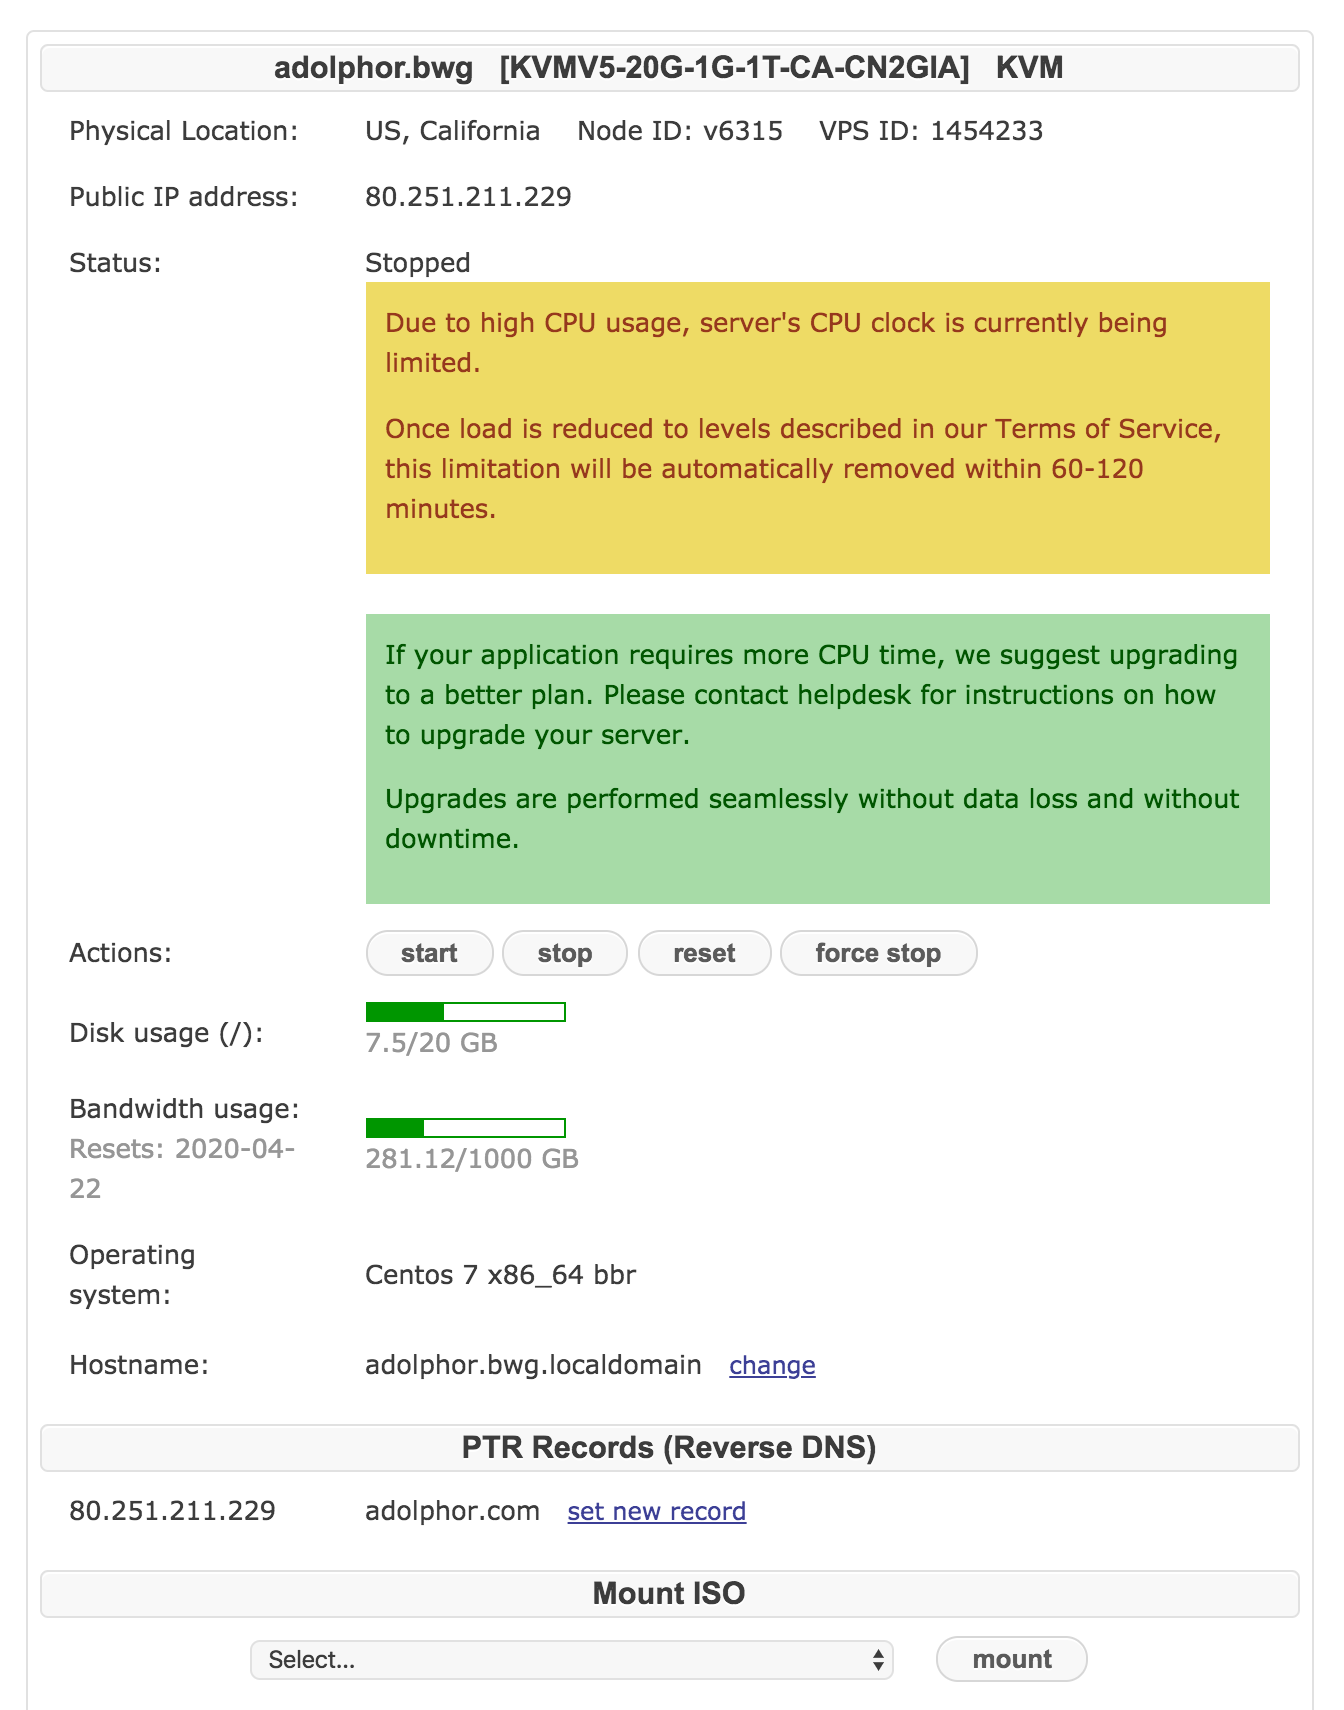 adolphor.bwg [KVMV5-20G-1G-1T-CA-CN2GIA] KVM
Physical Location: US, California Node ID: v6315 VPS ID: 1454233
Public IP address: 80.251.211.229
Status: Stopped
Due to high CPU usage, server's CPU clock is currently being
limited.
Once load is reduced to levels described in our Terms of Service,
this limitation will be automatically removed within 60-120
minutes.
If your application requires more CPU time, we suggest upgrading
to a better plan. Please contact helpdesk for instructions on how
to upgrade your server.
Upgrades are performed seamlessly without data loss and without
downtime.
Actions: start stop reset force stop
Disk usage (/):
7.5/20 GB
Bandwidth usage:
Resets: 2020-04-
22
281.12/1000 GB
Operating
system:
Centos 7 x86_64 bbr
Hostname: adolphor.bwg.localdomain change
PTR Records (Reverse DNS)
80.251.211.229 adolphor.com set new record
Mount ISO
Select... mount